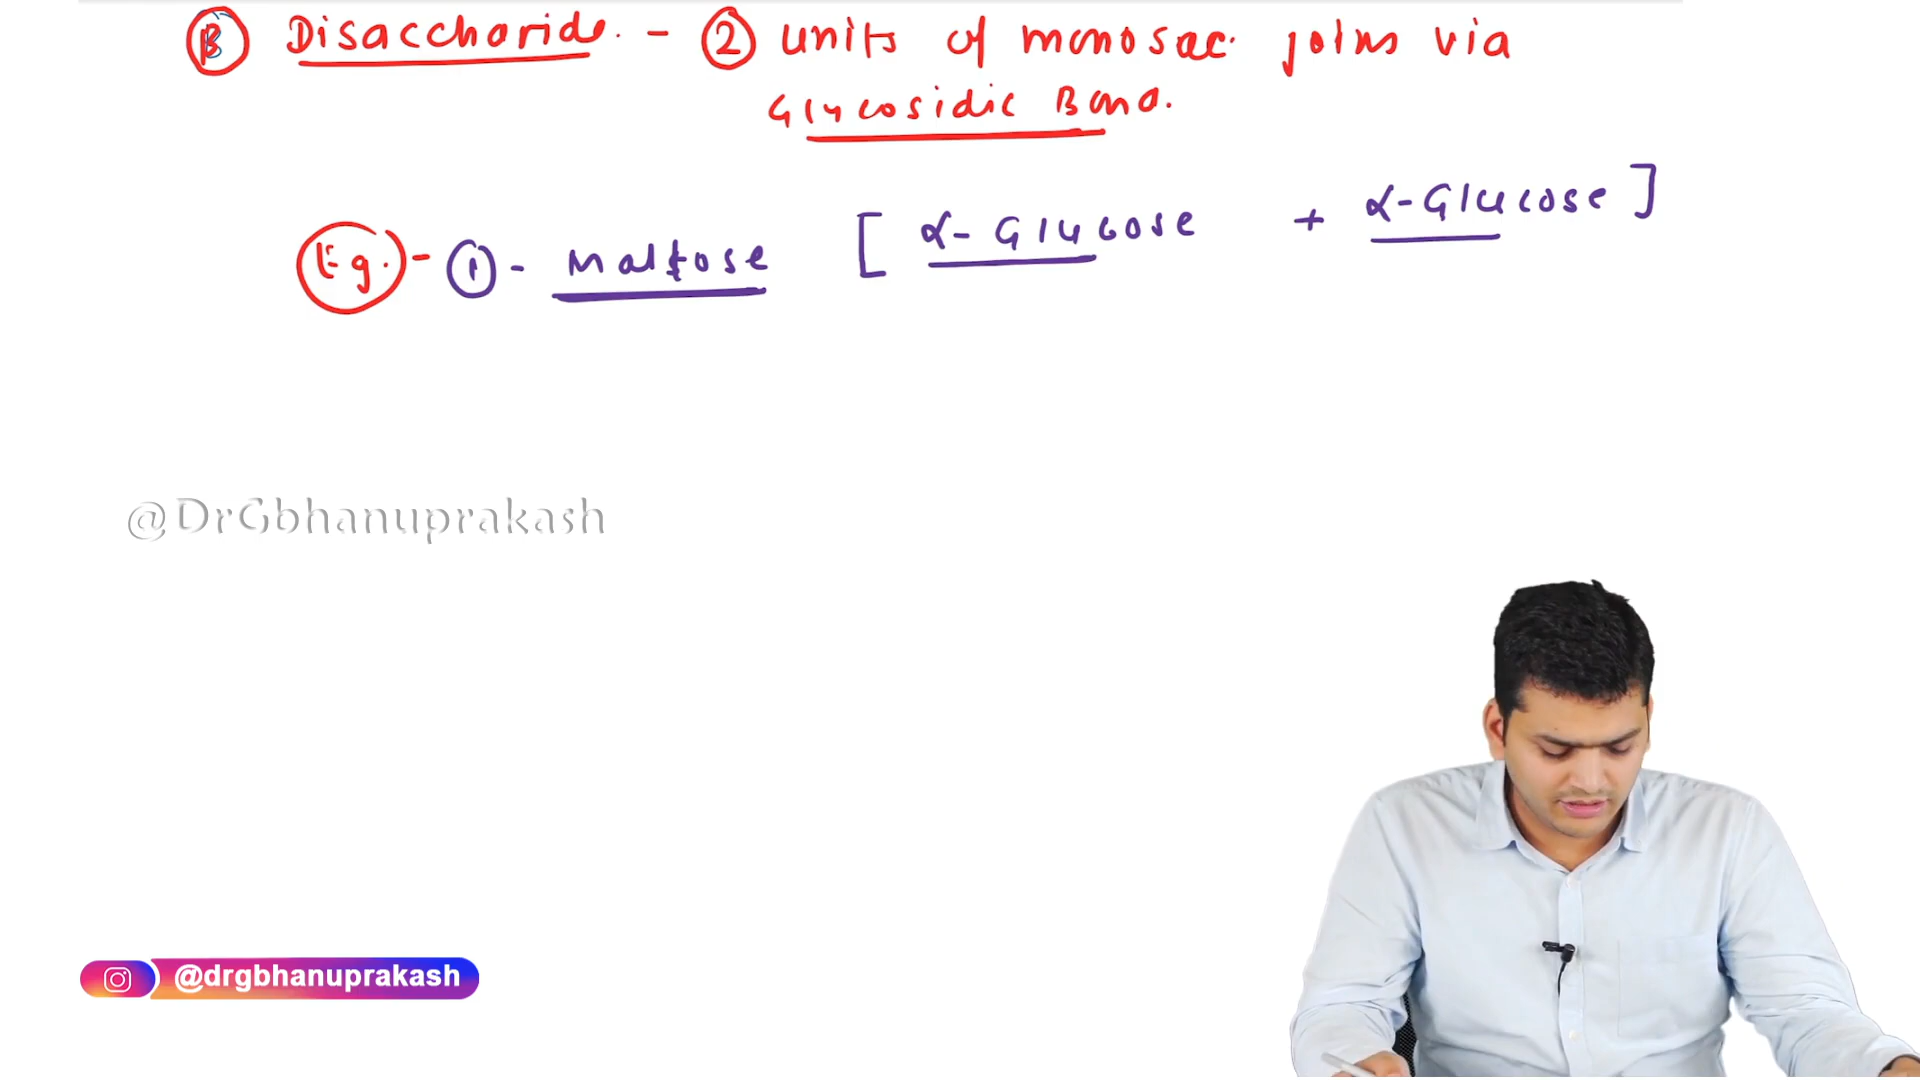 B Disaccharide. - 2 units of monosac. joins via
Glycosidic Bond.
Eg. - 1 - maltose [ α- Glucose + α- Glucose ]
@DrGbhanuprakash
@drgbhanuprakash